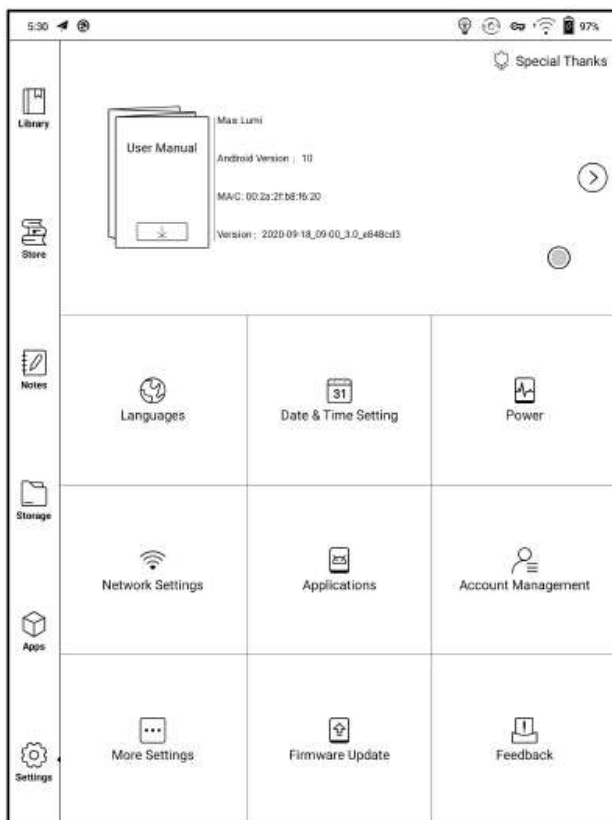 5:30
97%
Special Thanks
Library
Store
Notes
Storage
Apps
Settings
User Manual
Max Lumi
Android Version : 10
MAC: 00:2a:2f:b8:f6:20
Version : 2020-09-18_09-00_3.0_e848cd3
31
Languages
Date & Time Setting
Power
Network Settings
Applications
Account Management
More Settings
Firmware Update
Feedback